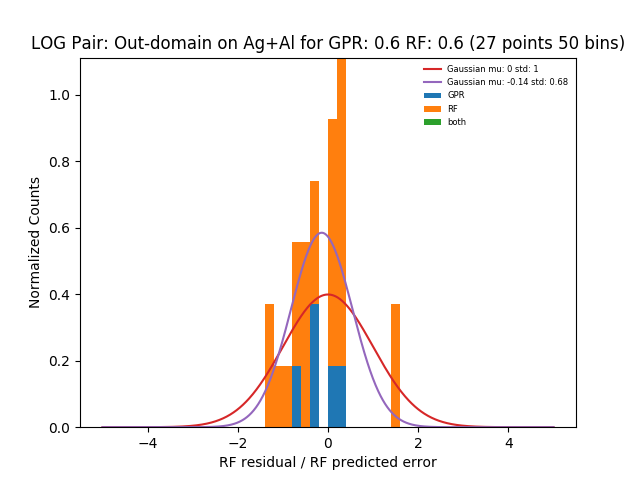 LOG Pair: Out-domain on Ag+Al for GPR: 0.6 RF: 0.6 (27 points 50 bins)
Gaussian mu: 0 std: 1
Gaussian mu: -0.14 std: 0.68
GPR
RF
both
1.0
0.8
0.6
0.4
0.2
0.0
Normalized Counts
−4
−2
0
2
4
RF residual / RF predicted error